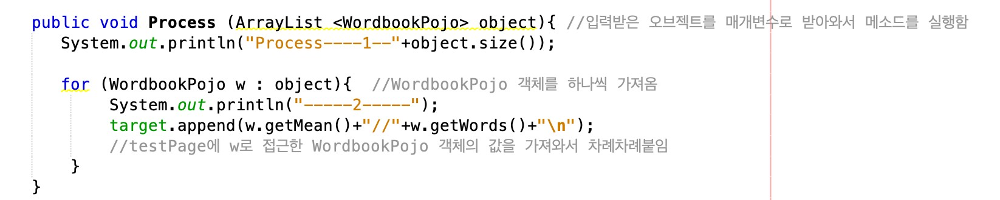 public void Process (ArrayList <WordbookPojo> object){ //입력받은 오브젝트를 매개변수로 받아와서 메소드를 실행함
System.out.println("Process----1--"+object.size());
for (WordbookPojo w : object){ //WordbookPojo 객체를 하나씩 가져옴
System.out.println("-----2-----");
target.append(w.getMean()+"//"+w.getWords()+"\n");
//testPage에 w로 접근한 WordbookPojo 객체의 값을 가져와서 차례차례붙임
}
}